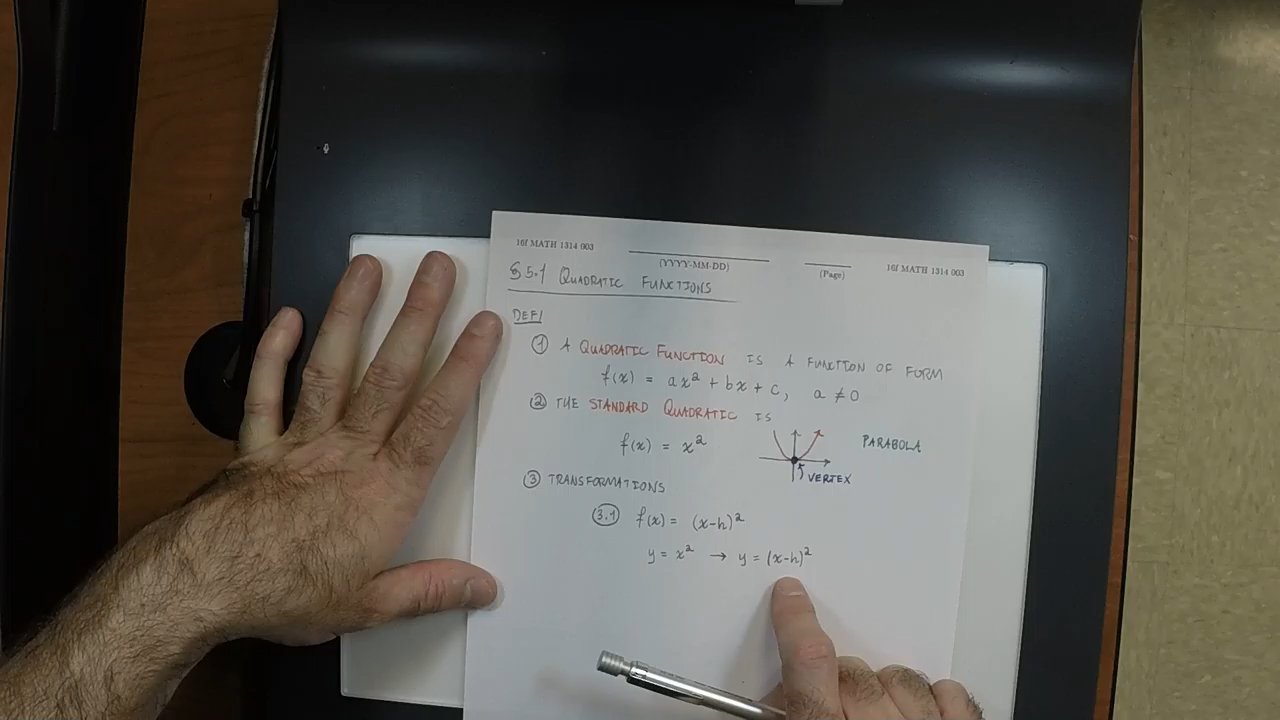 16f MATH 1314 003
(YYYY-MM-DD)
(Page)
16f MATH 1314 003
§5.1 QUADRATIC FUNCTIONS
DEF/
① A QUADRATIC FUNCTION IS A FUNCTION OF FORM
f(x) = ax² + bx + c, a ≠ 0
② THE STANDARD QUADRATIC IS
f(x) = x²
PARABOLA
VERTEX
③ TRANSFORMATIONS
3.1 f(x) = (x-h)²
y = x² → y = (x-h)²